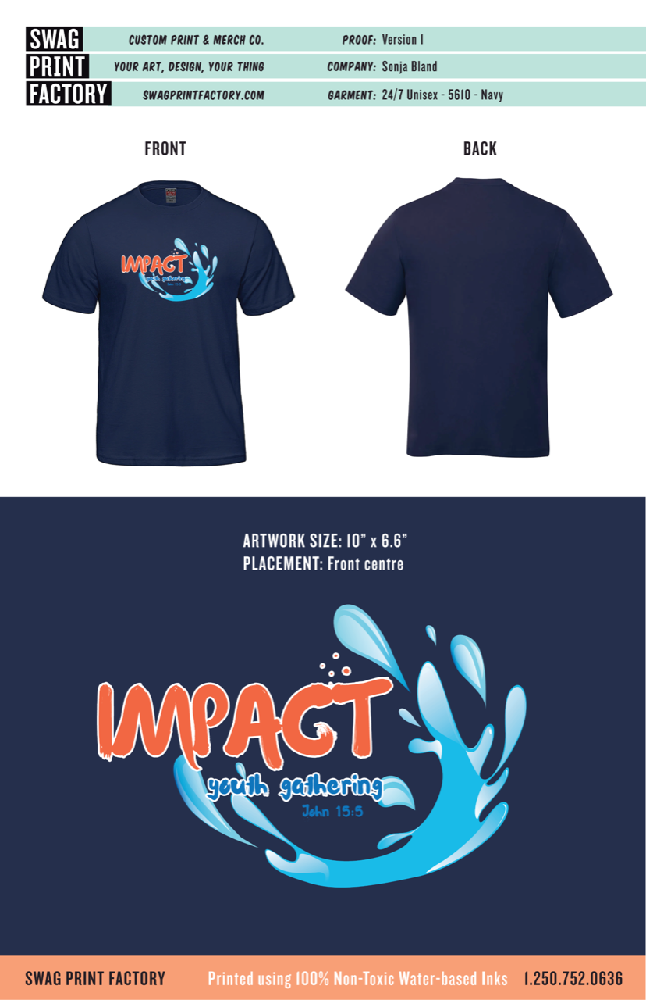 SWAG
PRINT
FACTORY
CUSTOM PRINT & MERCH CO.
YOUR ART, DESIGN, YOUR THING
SWAGPRINTFACTORY.COM
PROOF: Version 1
COMPANY: Sonja Bland
GARMENT: 24/7 Unisex - 5610 - Navy
FRONT
BACK
IMPACT
youth gathering
John 15:5
ARTWORK SIZE: 10” x 6.6”
PLACEMENT: Front centre
IMPACT
youth gathering
John 15:5
SWAG PRINT FACTORY
Printed using 100% Non-Toxic Water-based Inks
1.250.752.0636